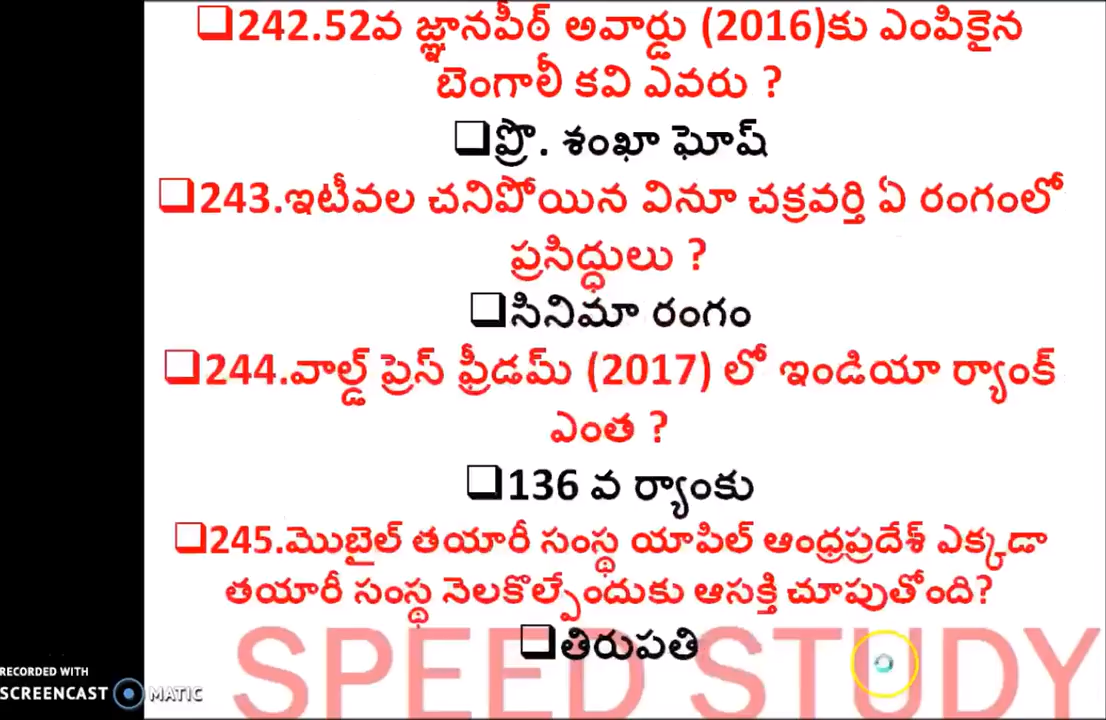 ❑242.52వ జ్ఞానపీఠ్ అవార్డు (2016)కు ఎంపికైన
బెంగాలీ కవి ఎవరు ?
❑ప్రొ. శంఖా ఘోష్
❑243.ఇటీవల చనిపోయిన వినూ చక్రవర్తి ఏ రంగంలో
ప్రసిద్ధులు ?
❑సినిమా రంగం
❑244.వాల్డ్ ప్రెస్ ఫ్రీడమ్ (2017) లో ఇండియా ర్యాంక్
ఎంత ?
❑136 వ ర్యాంకు
❑245.మొబైల్ తయారీ సంస్థ యాపిల్ ఆంధ్రప్రదేశ్ ఎక్కడా
తయారీ సంస్థ నెలకొల్పేందుకు ఆసక్తి చూపుతోంది?
❑తిరుపతి
SPEED STUDY
RECORDED WITH
SCREENCAST MATIC